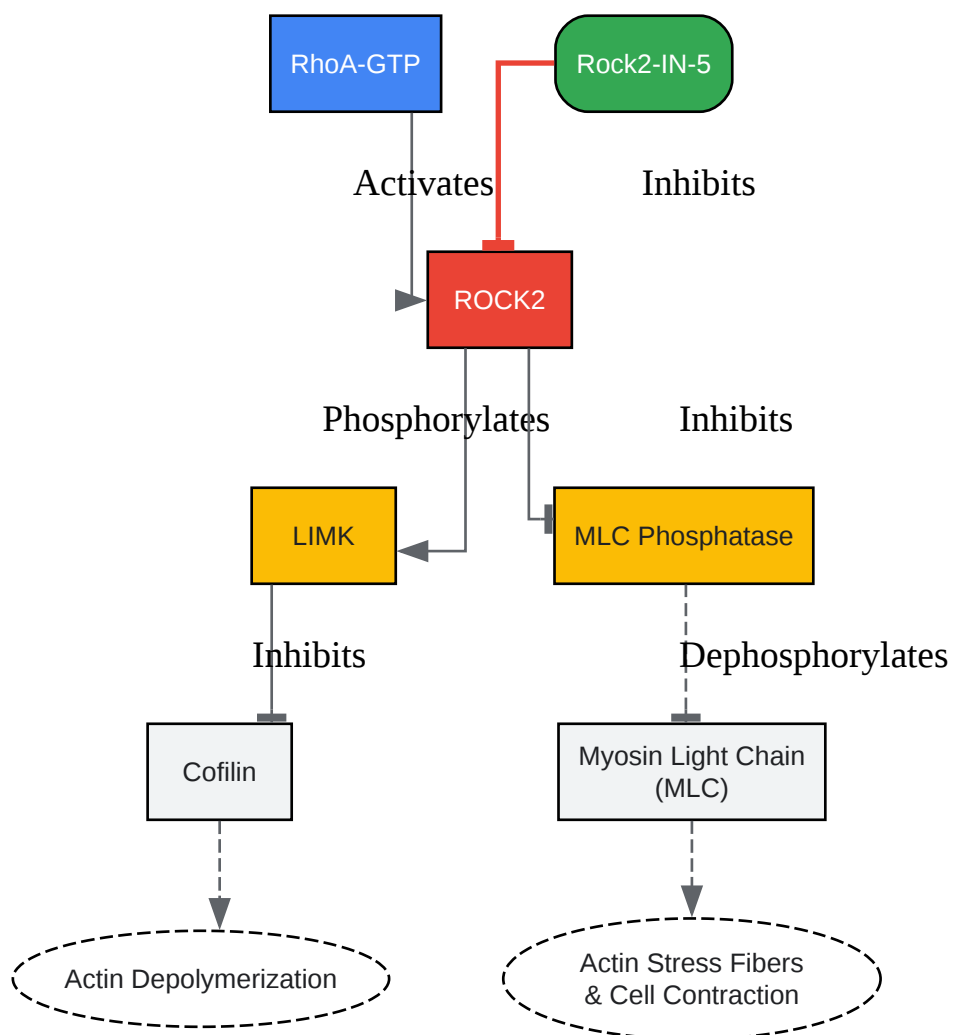 RhoA-GTP
Rock2-IN-5
Activates
Inhibits
ROCK2
Phosphorylates
Inhibits
LIMK
MLC Phosphatase
Inhibits
Dephosphorylates
Cofilin
Myosin Light Chain
(MLC)
Actin Depolymerization
Actin Stress Fibers
& Cell Contraction